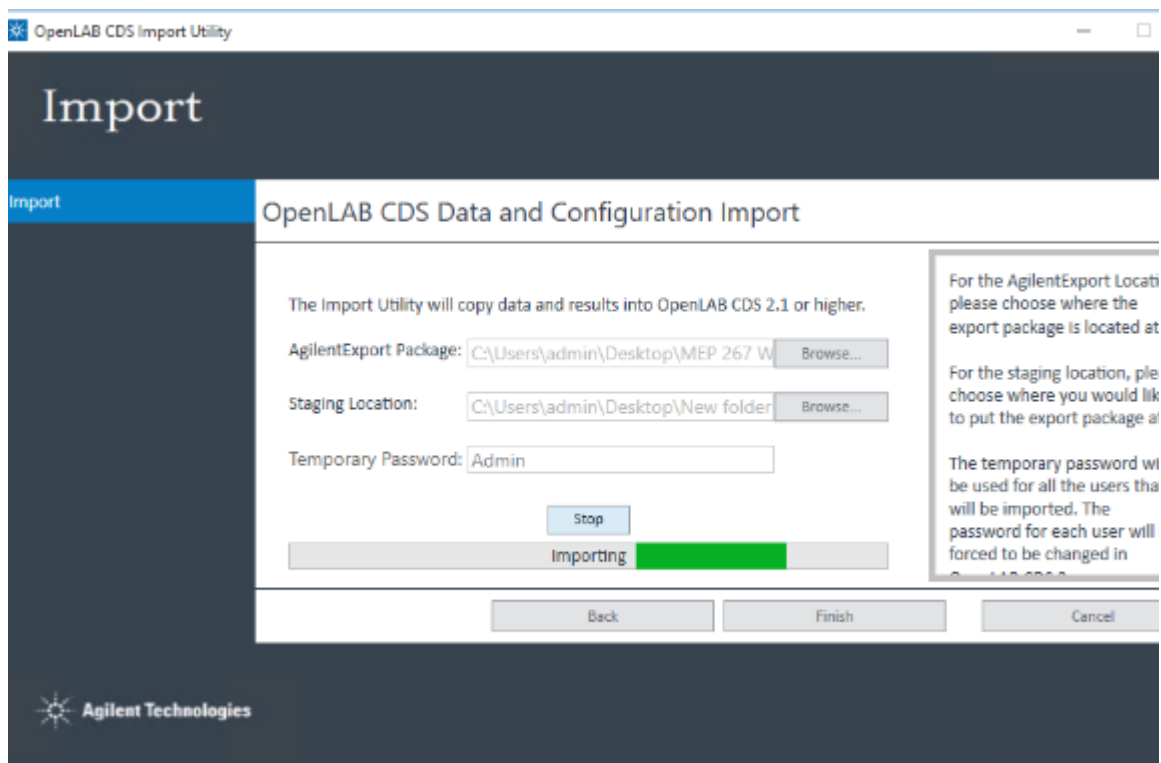 OpenLAB CDS Import Utility
Import
Import
OpenLAB CDS Data and Configuration Import
The Import Utility will copy data and results into OpenLAB CDS 2.1 or higher.
AgilentExport Package: C:\Users\admin\Desktop\MEP 267 W Browse...
Staging Location: C:\Users\admin\Desktop\New folder Browse...
Temporary Password: Admin
Stop
Importing
For the AgilentExport Locati
please choose where the
export package is located at
For the staging location, plea
choose where you would lik
to put the export package af
The temporary password wi
be used for all the users tha
will be imported. The
password for each user will
forced to be changed in
Back Finish Cancel
Agilent Technologies